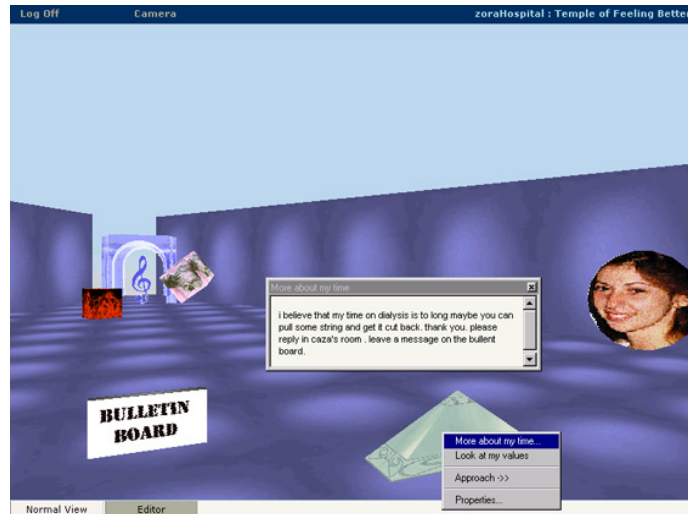 Log Off Camera zoraHospital : Temple of Feeling Better
More about my time
i believe that my time on dialysis is to long maybe you can
pull some string and get it cut back. thank you. please
reply in caza's room . leave a message on the bullent
board.
BULLETIN
BOARD
More about my time...
Look at my values
Approach ->>
Properties...
Normal View Editor